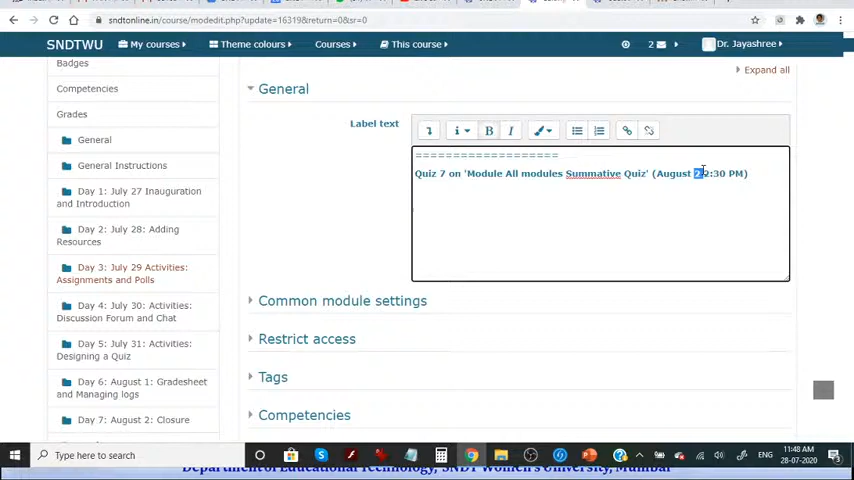 sndtonline.in/course/modedit.php?update=16319&return=0&sr=0
SNDTWU
My courses
Theme colours
Courses
This course
2
Dr. Jayashree
Badges
Competencies
Grades
General
General Instructions
Day 1: July 27 Inauguration
and Introduction
Day 2: July 28: Adding
Resources
Day 3: July 29 Activities:
Assignments and Polls
Day 4: July 30: Activities:
Discussion Forum and Chat
Day 5: July 31: Activities:
Designing a Quiz
Day 6: August 1: Gradesheet
and Managing logs
Day 7: August 2: Closure
Expand all
General
Label text
===================
Quiz 7 on 'Module All modules Summative Quiz' (August 2 2:30 PM)
Common module settings
Restrict access
Tags
Competencies
Type here to search
ENG
11:48 AM
28-07-2020
3
Department of Educational Technology, SNDT Women's University, Mumbai